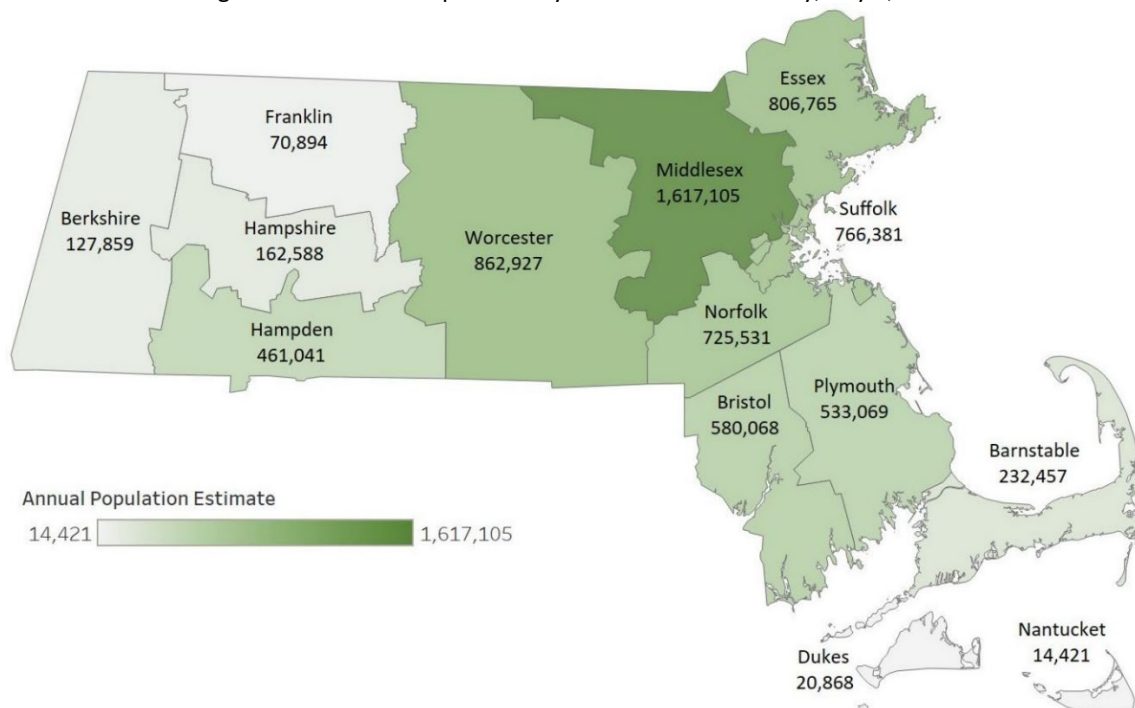 Essex
806,765
Franklin
70,894
Middlesex
1,617,105
Suffolk
766,381
Berkshire
127,859
Hampshire
162,588
Worcester
862,927
Norfolk
725,531
Hampden
461,041
Plymouth
533,069
Bristol
580,068
Barnstable
232,457
Annual Population Estimate
14,421
1,617,105
Nantucket
14,421
Dukes
20,868